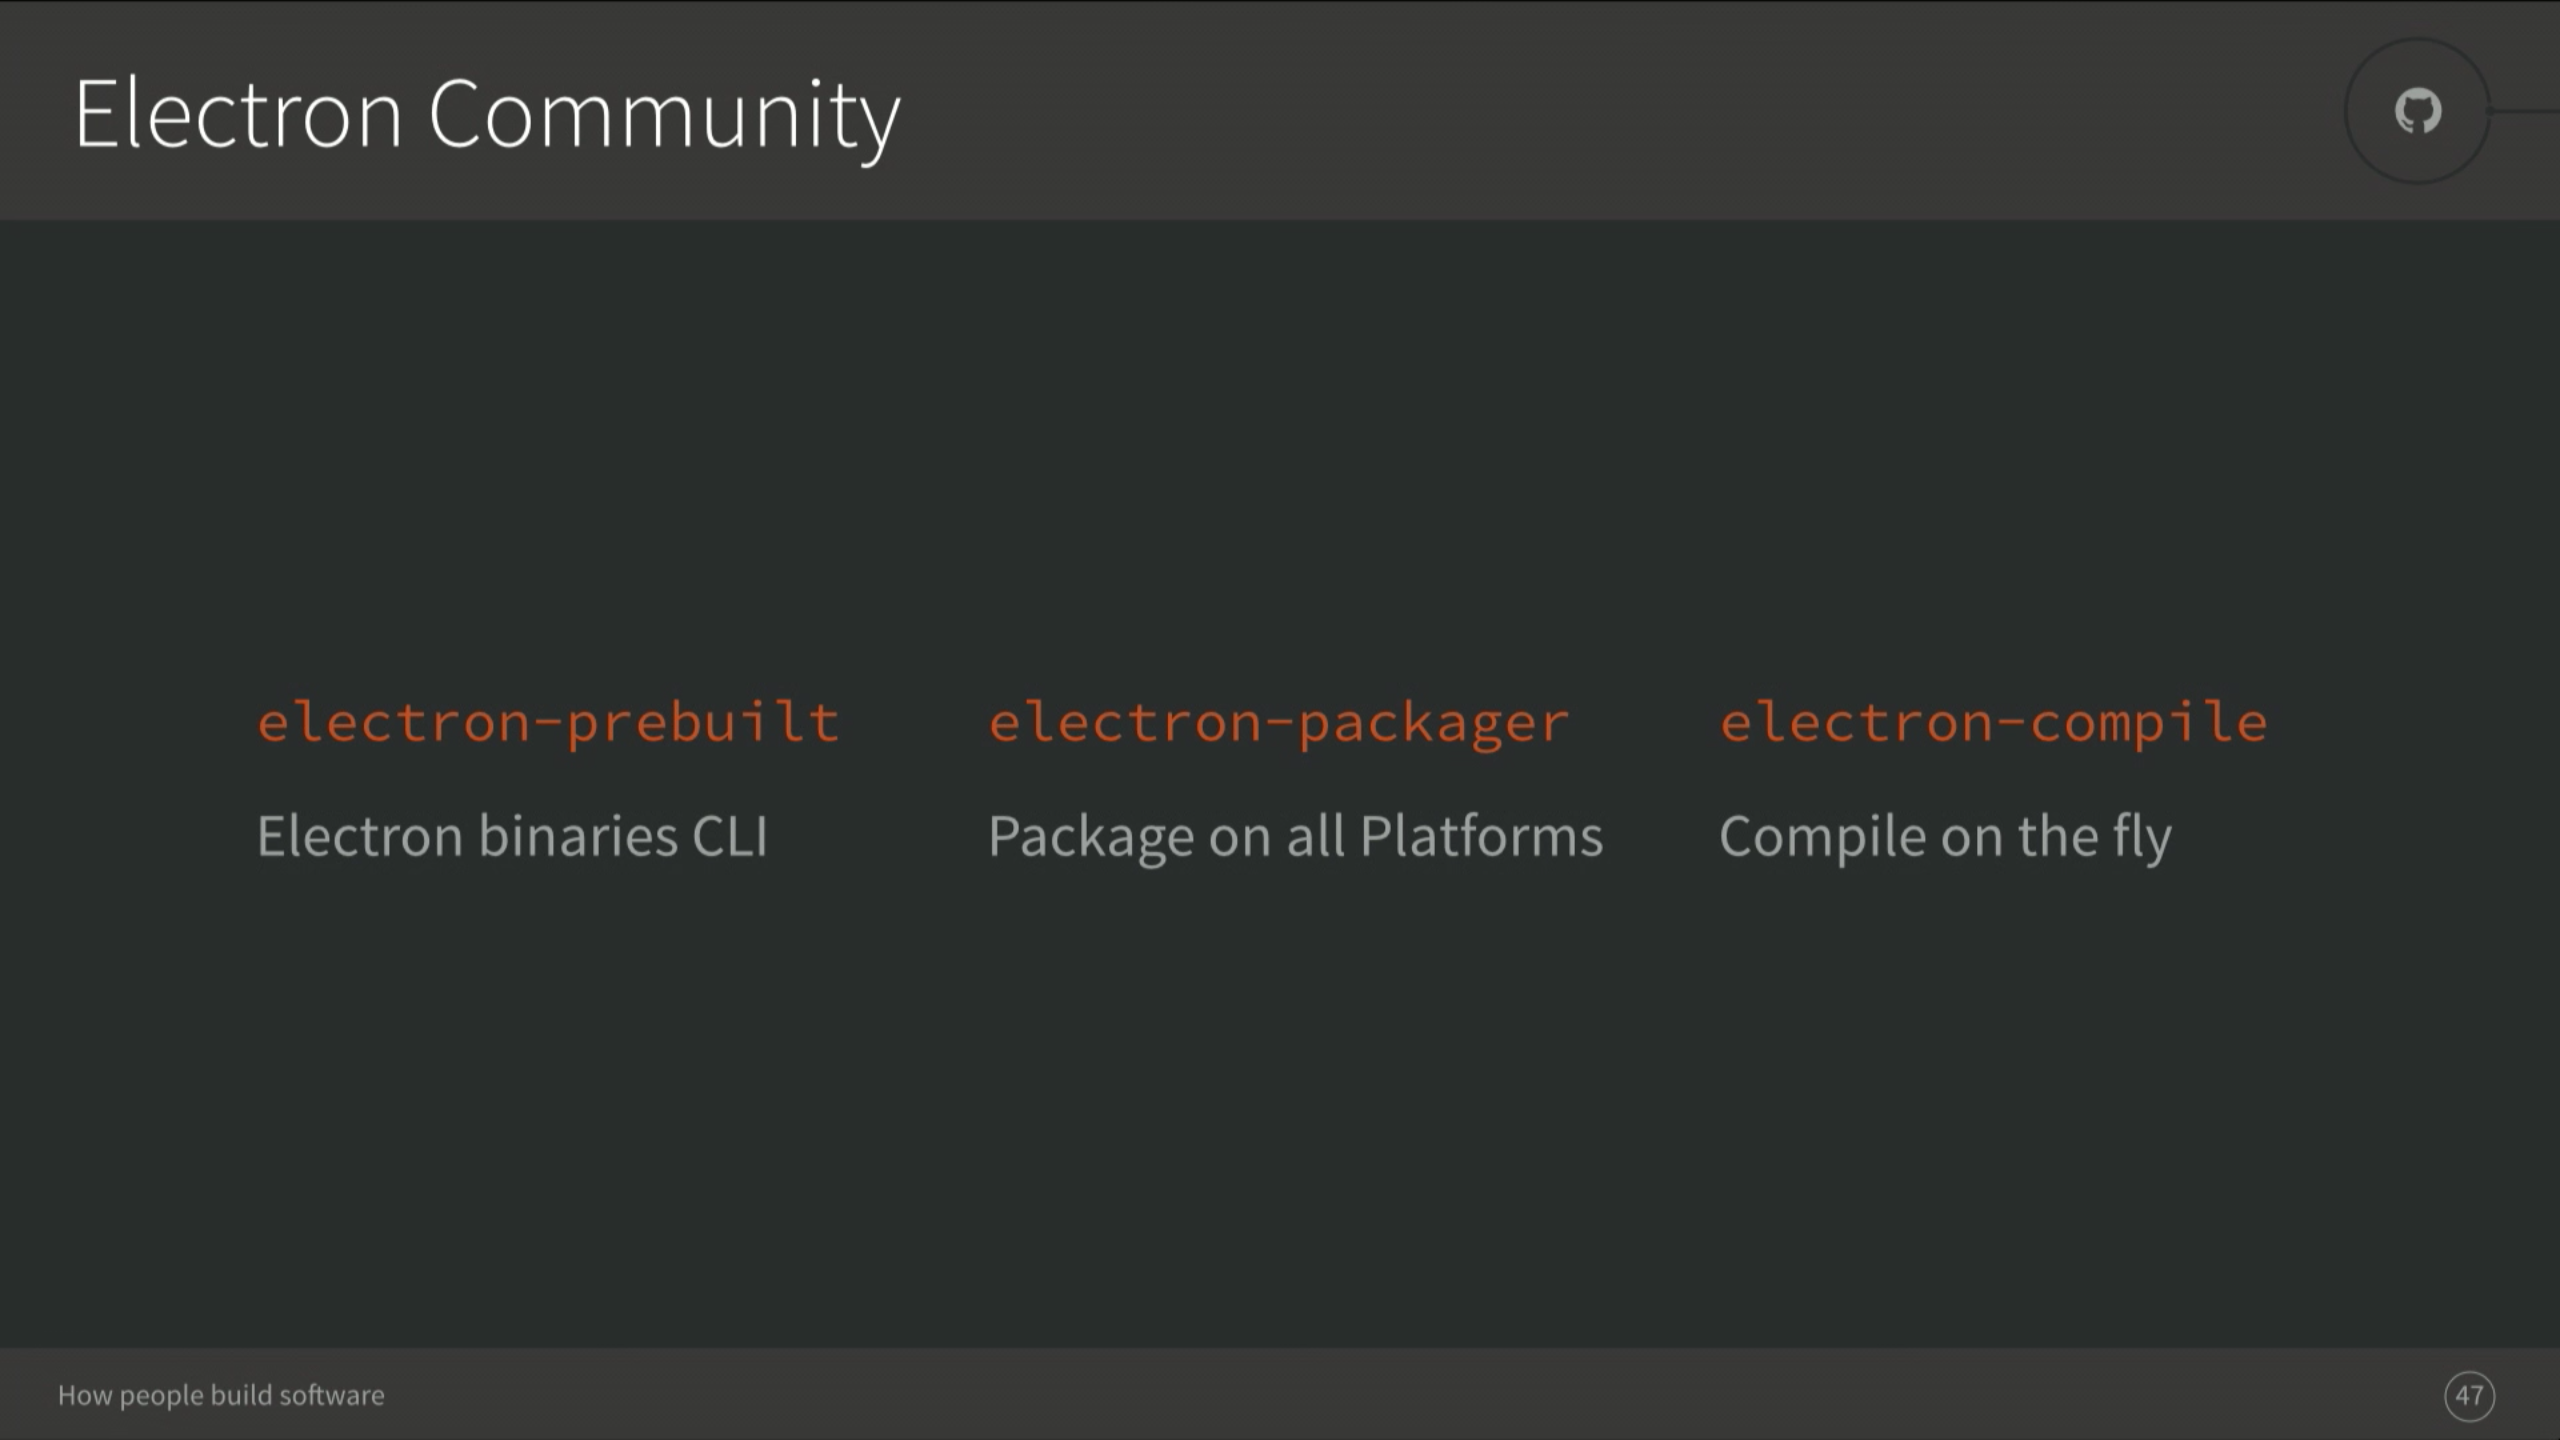 Electron Community
electron-prebuilt
Electron binaries CLI
electron-packager
Package on all Platforms
electron-compile
Compile on the fly
How people build software
47